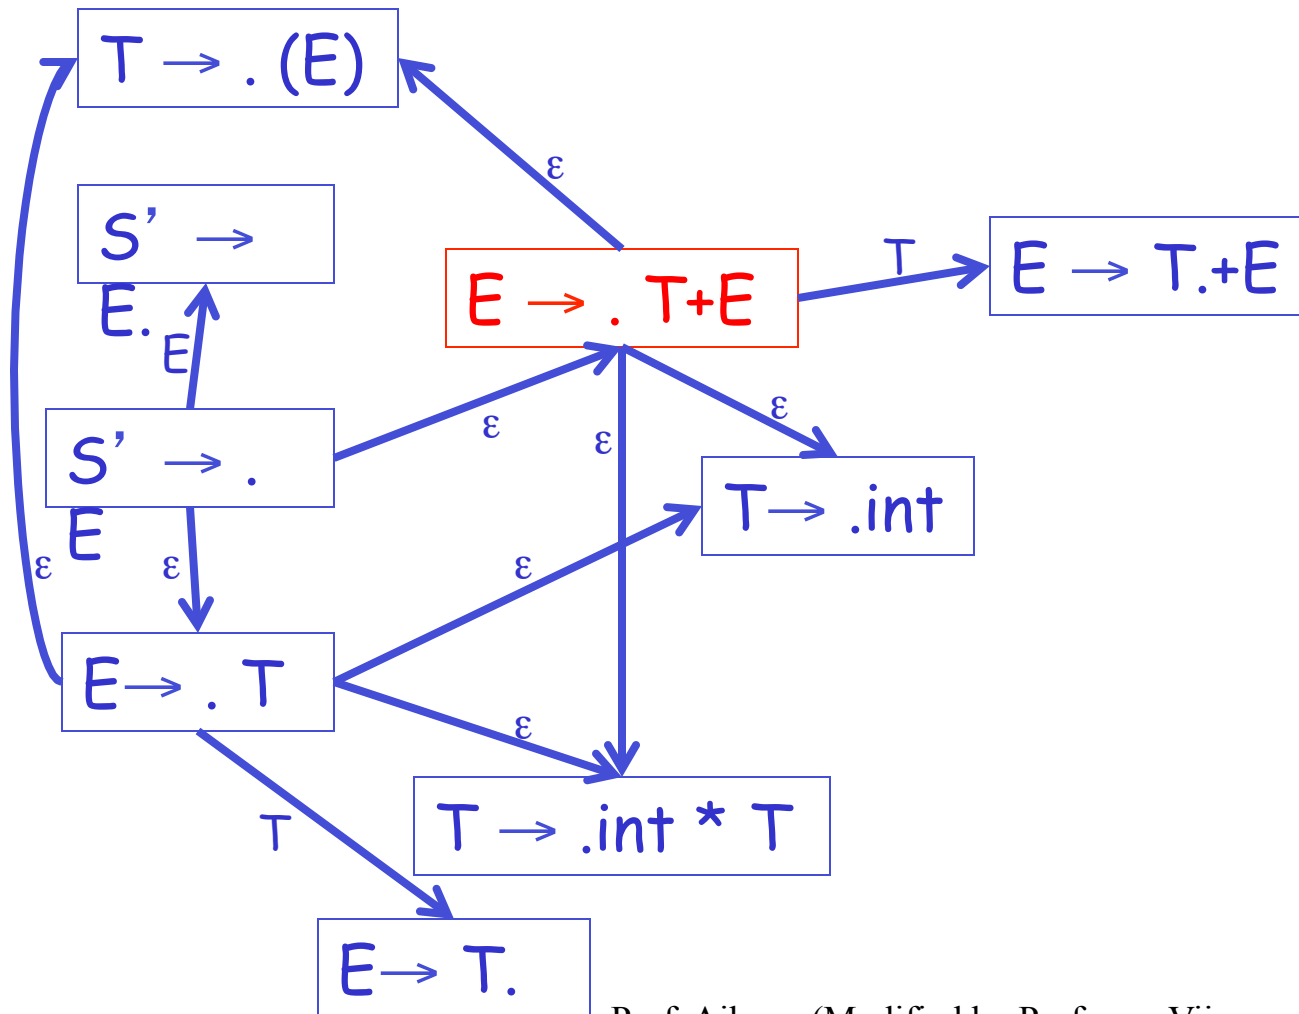 T → . (E)
ε
S’ →
E.
E
E → . T+E
T
E → T.+E
ε
ε
ε
S’ → .
E
T → .int
ε
ε
ε
E → . T
ε
T
T → .int * T
E → T.